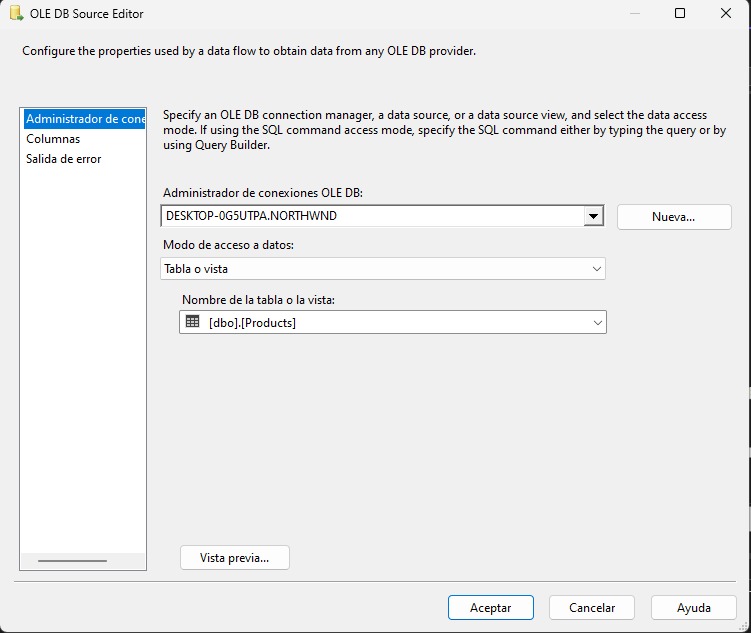 OLE DB Source Editor
Configure the properties used by a data flow to obtain data from any OLE DB provider.
Administrador de cone
Columnas
Salida de error
Specify an OLE DB connection manager, a data source, or a data source view, and select the data access
mode. If using the SQL command access mode, specify the SQL command either by typing the query or by
using Query Builder.
Administrador de conexiones OLE DB:
DESKTOP-0G5UTPA.NORTHWND
Nueva...
Modo de acceso a datos:
Tabla o vista
Nombre de la tabla o la vista:
[dbo].[Products]
Vista previa...
Aceptar
Cancelar
Ayuda